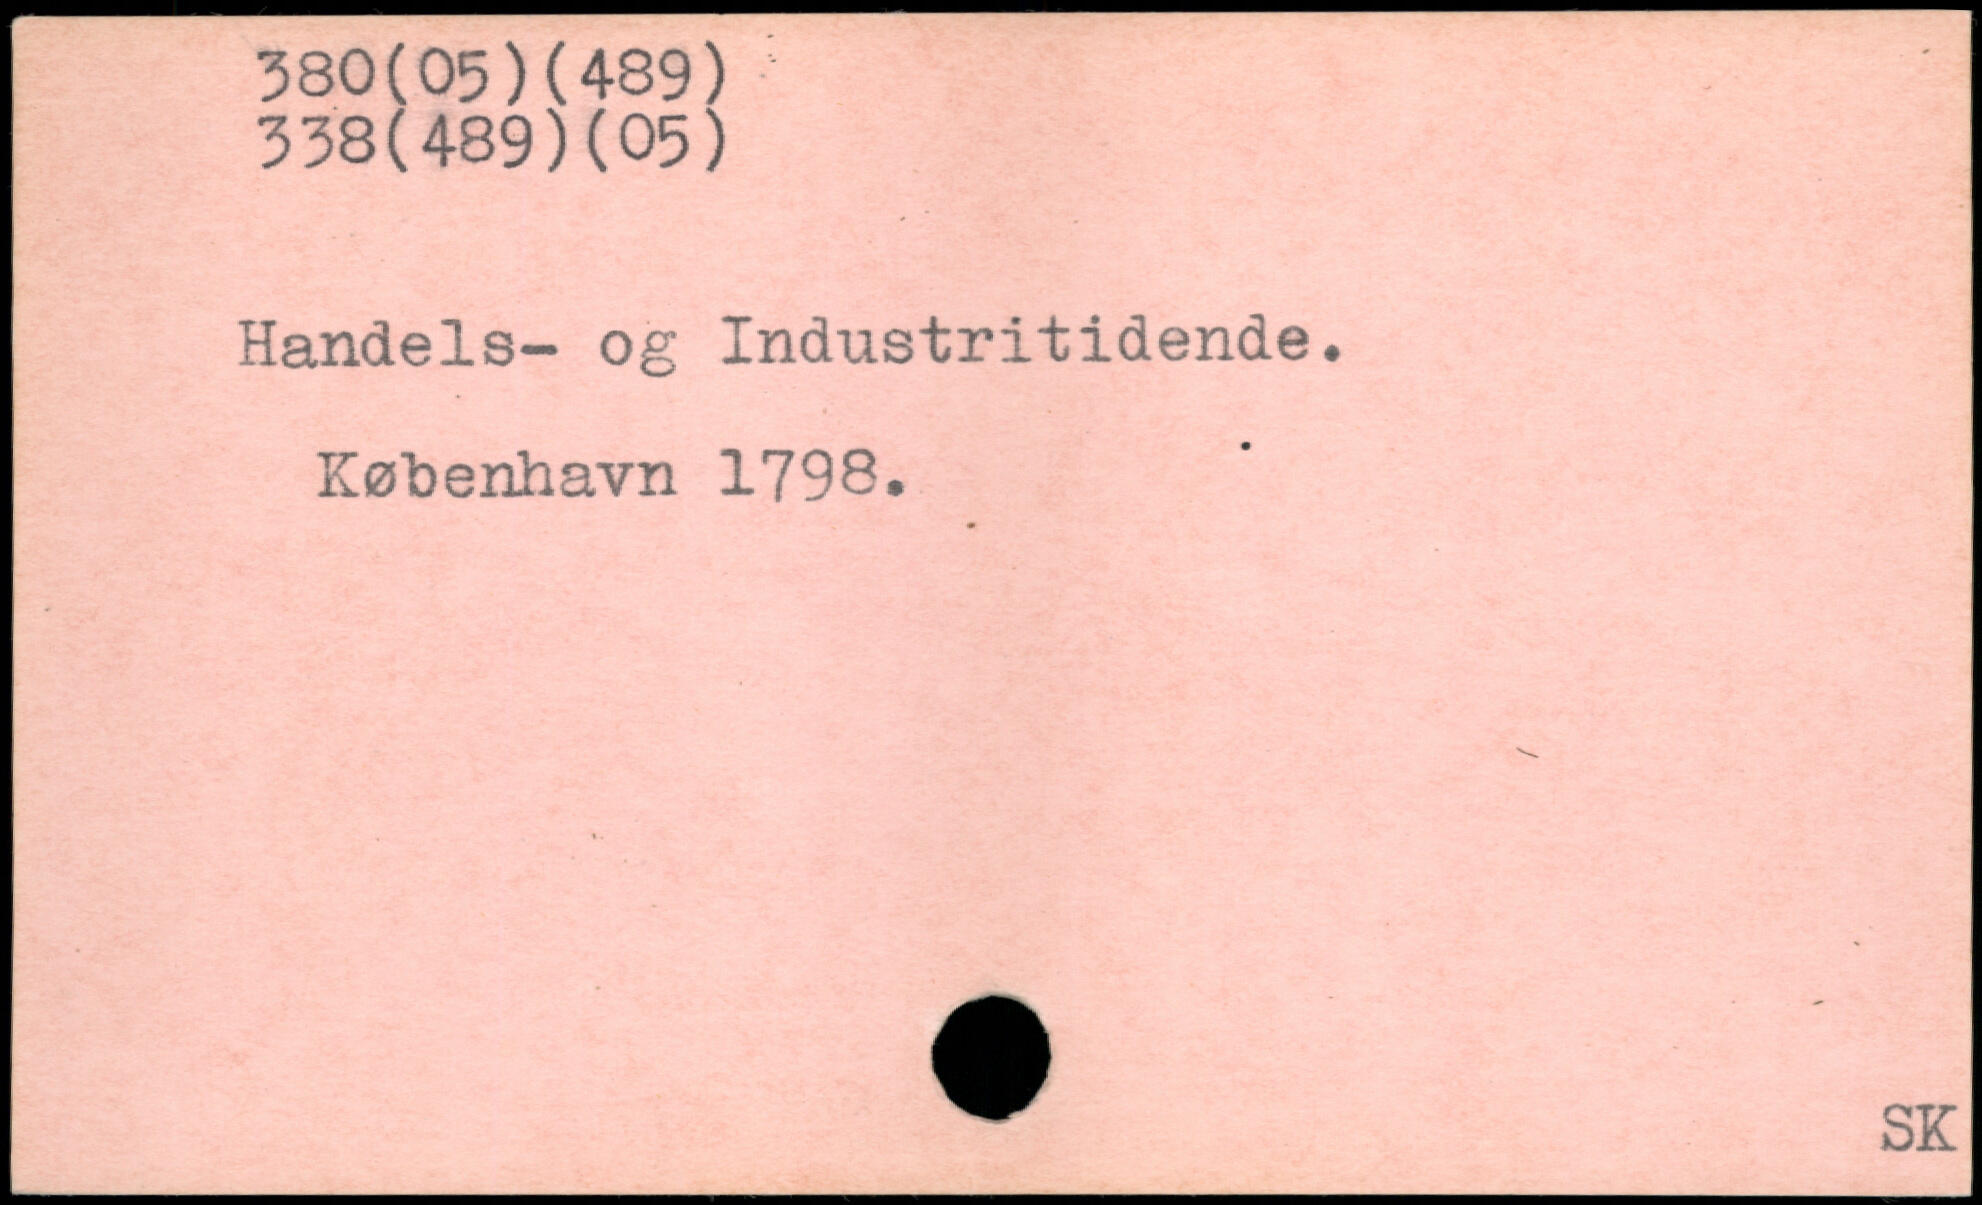 380(05)(489)
338(489)(05)
Handels- og Industritidende.
København 1798.
SK